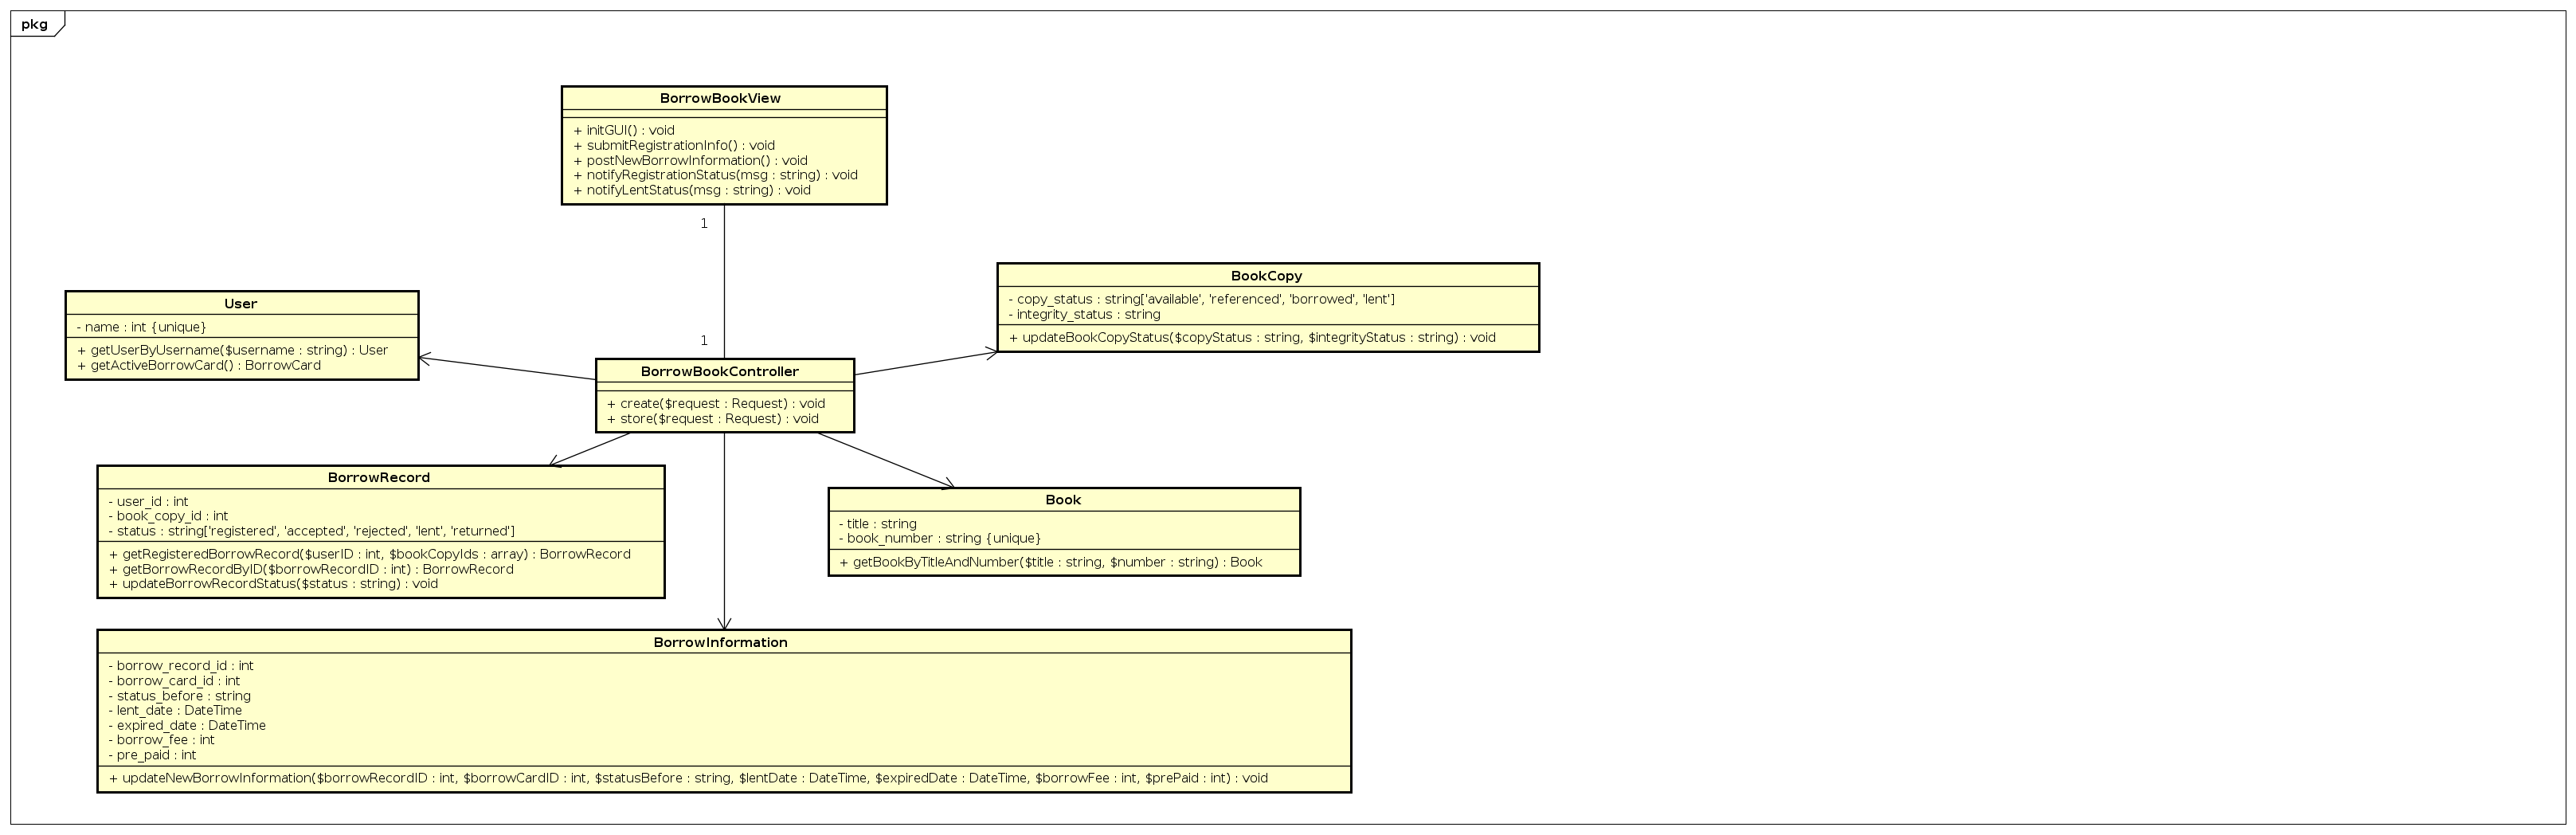 pkg
BorrowBookView
+ initGUI() : void
+ submitRegistrationInfo() : void
+ postNewBorrowInformation() : void
+ notifyRegistrationStatus(msg : string) : void
+ notifyLentStatus(msg : string) : void
1
1
BookCopy
- copy_status : string['available', 'referenced', 'borrowed', 'lent']
- integrity_status : string
+ updateBookCopyStatus($copyStatus : string, $integrityStatus : string) : void
User
- name : int {unique}
+ getUserByUsername($username : string) : User
+ getActiveBorrowCard() : BorrowCard
BorrowBookController
+ create($request : Request) : void
+ store($request : Request) : void
BorrowRecord
- user_id : int
- book_copy_id : int
- status : string['registered', 'accepted', 'rejected', 'lent', 'returned']
+ getRegisteredBorrowRecord($userID : int, $bookCopyIds : array) : BorrowRecord
+ getBorrowRecordByID($borrowRecordID : int) : BorrowRecord
+ updateBorrowRecordStatus($status : string) : void
Book
- title : string
- book_number : string {unique}
+ getBookByTitleAndNumber($title : string, $number : string) : Book
BorrowInformation
- borrow_record_id : int
- borrow_card_id : int
- status_before : string
- lent_date : DateTime
- expired_date : DateTime
- borrow_fee : int
- pre_paid : int
+ updateNewBorrowInformation($borrowRecordID : int, $borrowCardID : int, $statusBefore : string, $lentDate : DateTime, $expiredDate : DateTime, $borrowFee : int, $prePaid : int) : void